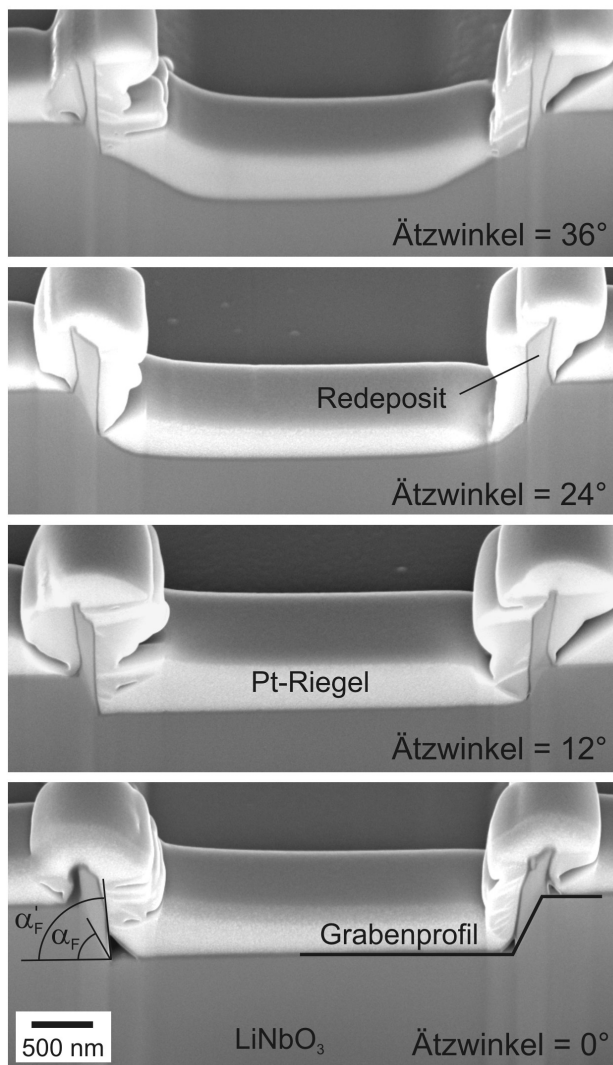 Ätzwinkel = 36°
Redeposit
Ätzwinkel = 24°
Pt-Riegel
Ätzwinkel = 12°
α'F
αF
Grabenprofil
500 nm
LiNbO₃
Ätzwinkel = 0°